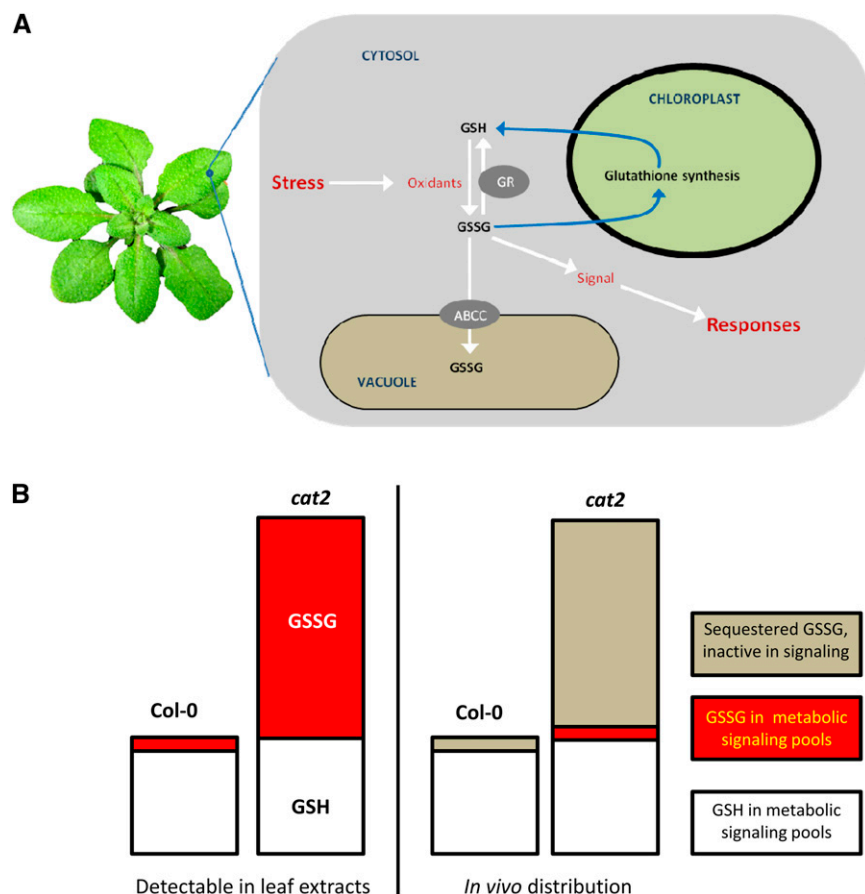 A
CYTOSOL
CHLOROPLAST
GSH
Stress
Oxidants
GR
Glutathione synthesis
GSSG
Signal
ABCC
Responses
GSSG
VACUOLE
B
cat2
cat2
GSSG
Sequestered GSSG,
inactive in signaling
Col-0
Col-0
GSSG in metabolic
signaling pools
GSH
GSH in metabolic
signaling pools
Detectable in leaf extracts
In vivo distribution